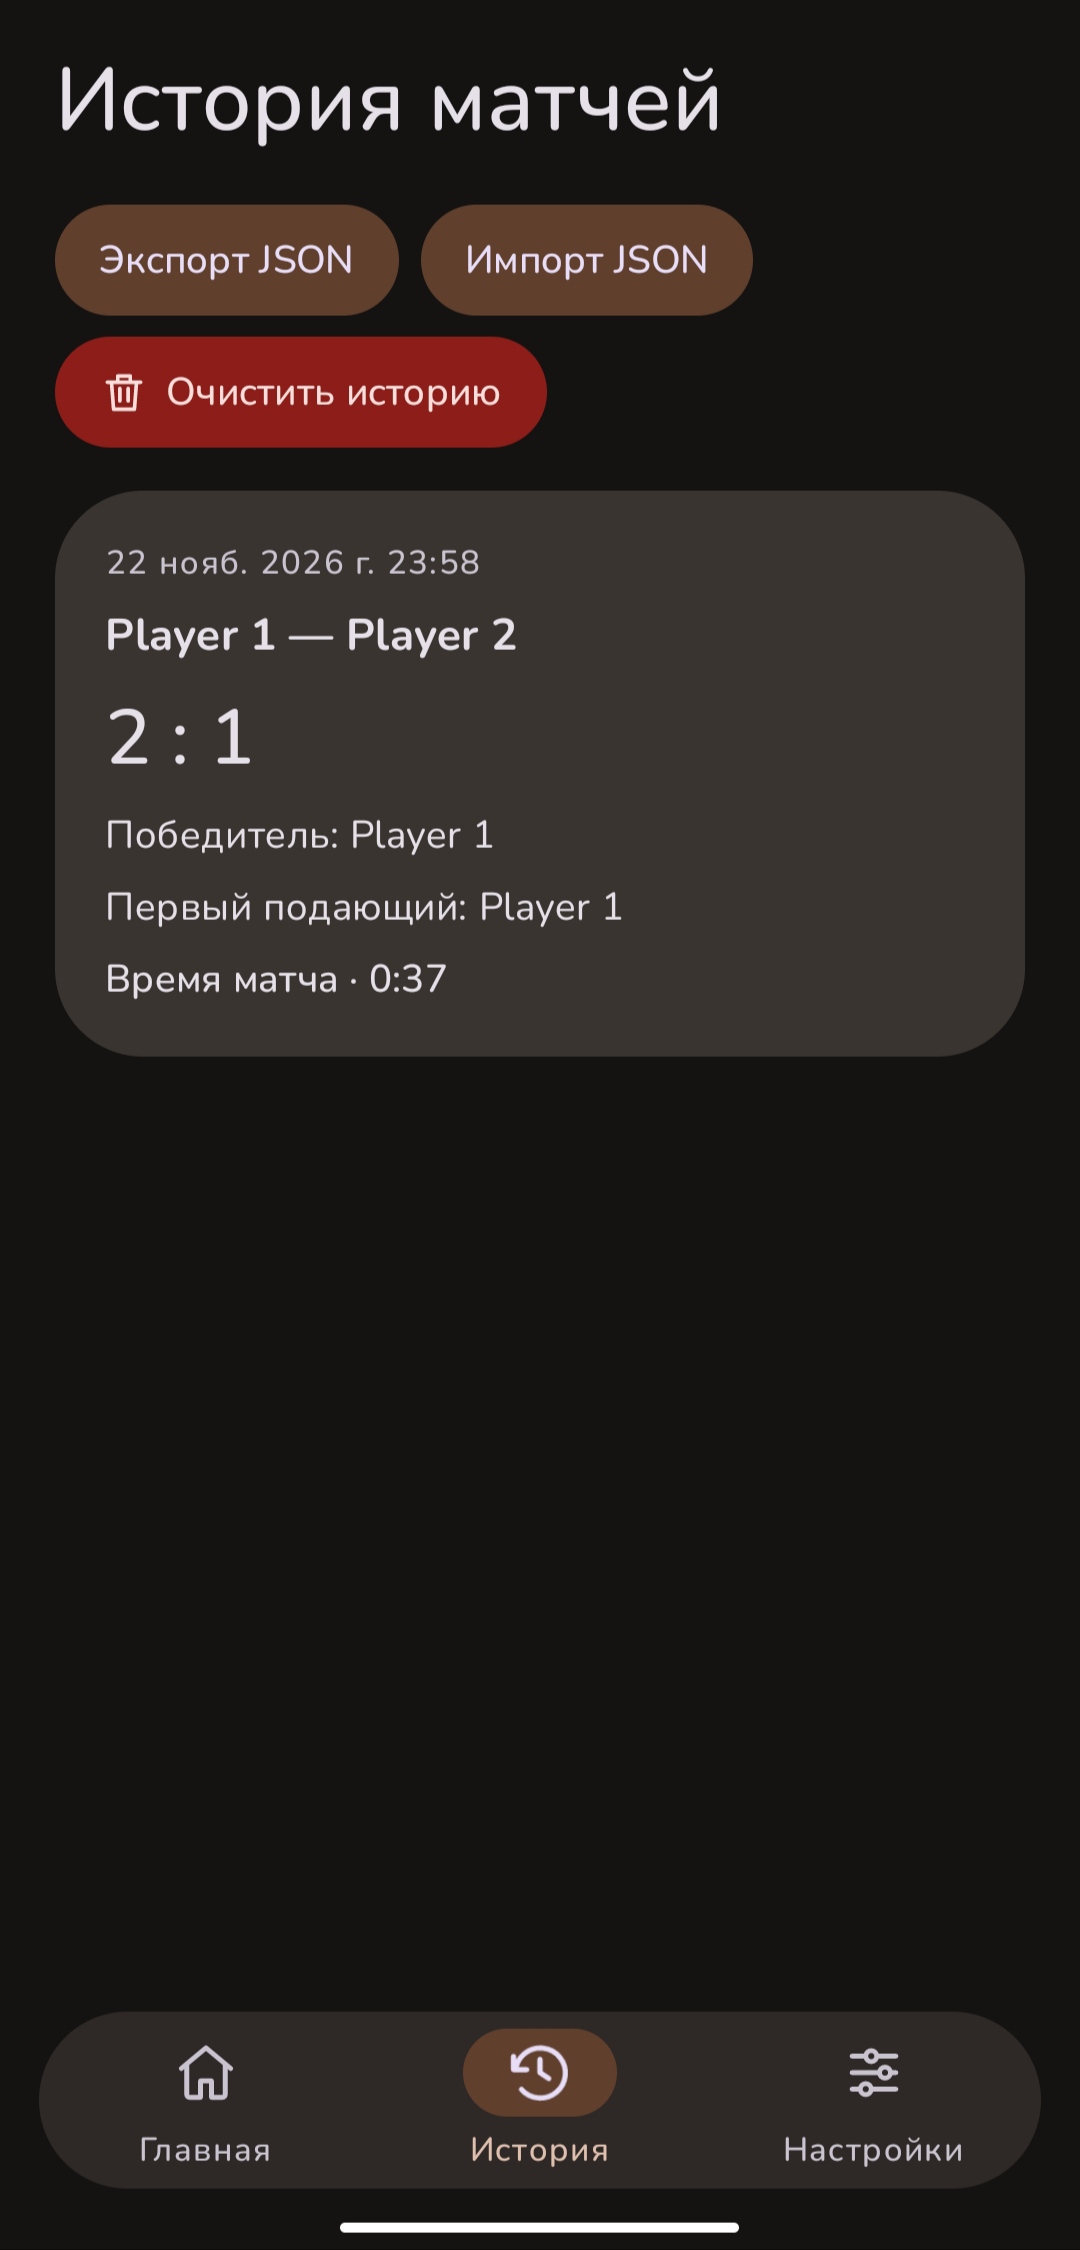 История матчей
Экспорт JSON
Импорт JSON
Очистить историю
22 нояб. 2026 г. 23:58
Player 1 — Player 2
2 : 1
Победитель: Player 1
Первый подающий: Player 1
Время матча · 0:37
Главная
История
Настройки